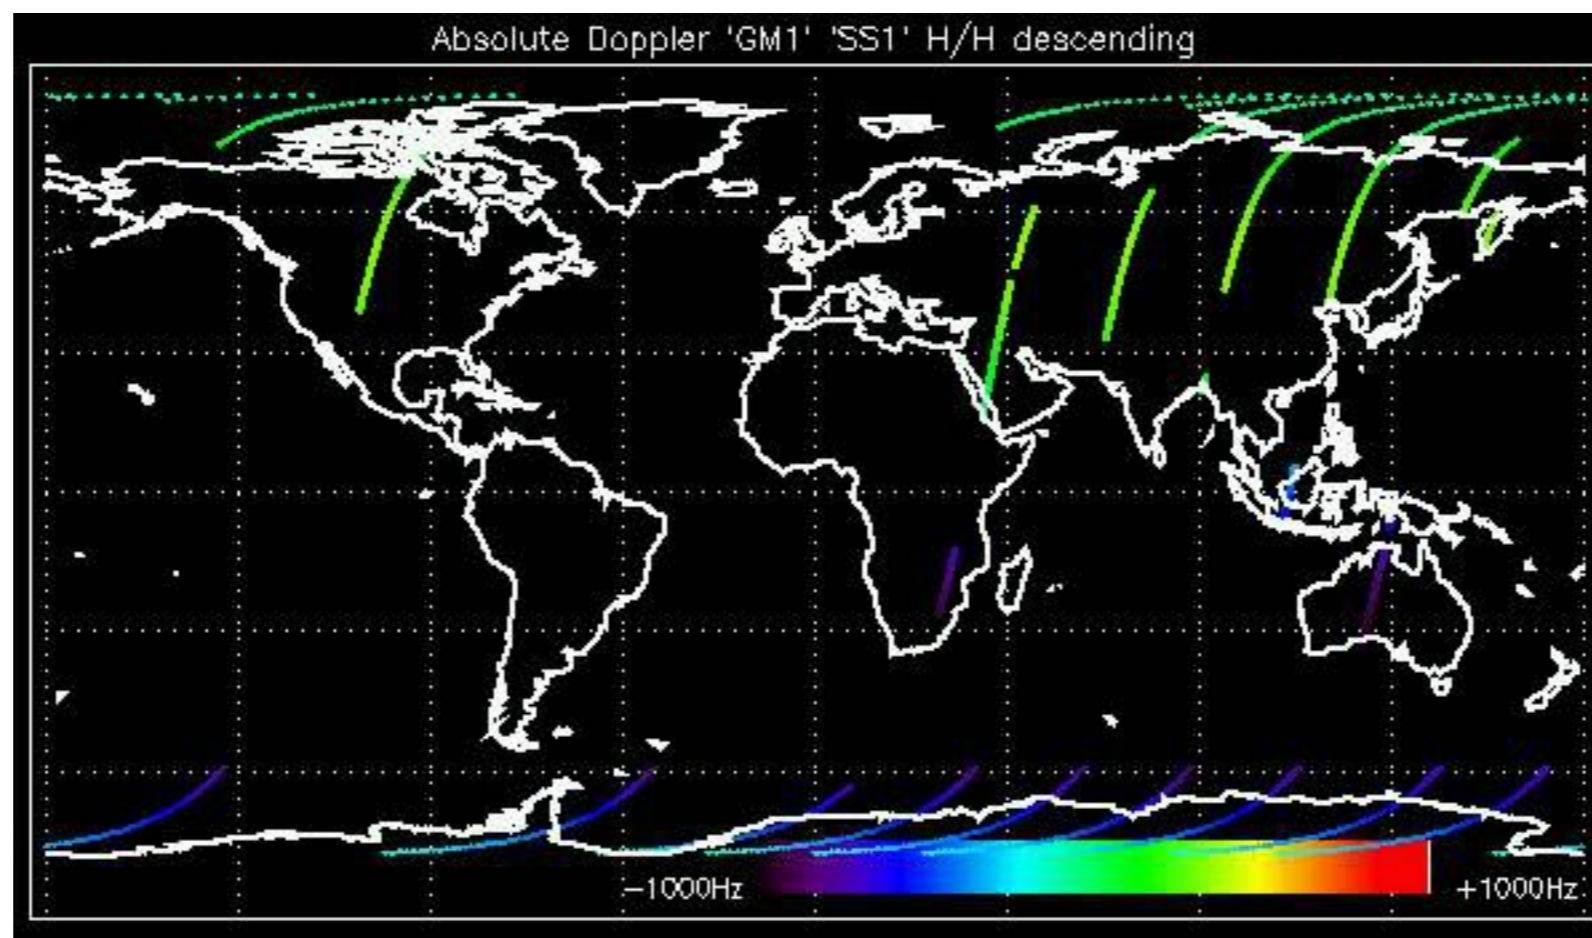 Absolute Doppler 'GM1' 'SS1' H/H descending
−1000Hz
+1000Hz